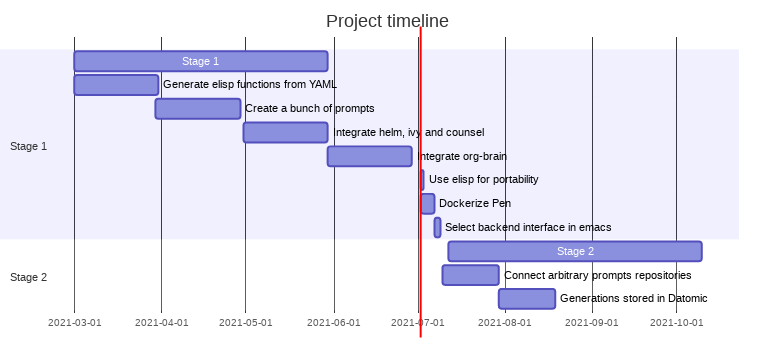 Project timeline
Stage 1
Generate elisp functions from YAML
Create a bunch of prompts
Integrate helm, ivy and counsel
Stage 1
Integrate org-brain
Use elisp for portability
Dockerize Pen
Select backend interface in emacs
Stage 2
Stage 2
Connect arbitrary prompts repositories
Generations stored in Datomic
2021-03-01 2021-04-01 2021-05-01 2021-06-01 2021-07-01 2021-08-01 2021-09-01 2021-10-01